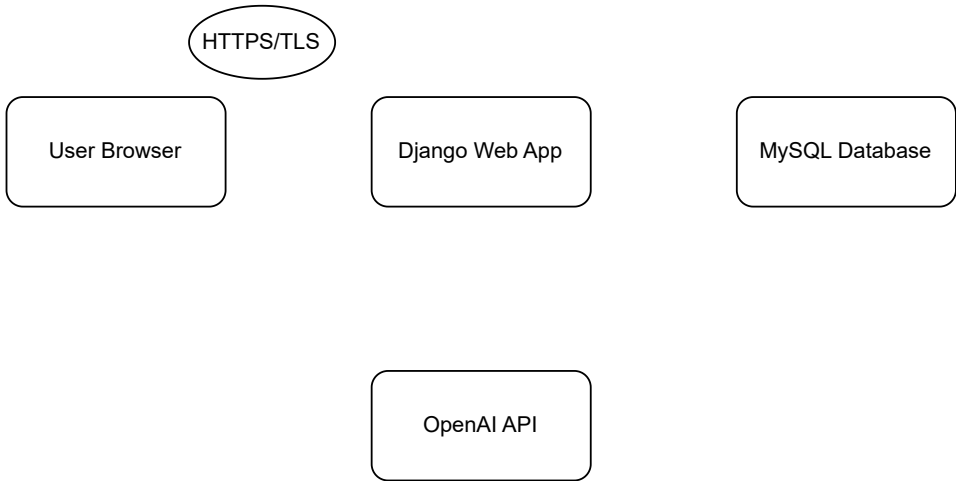 HTTPS/TLS
User Browser
Django Web App
MySQL Database
OpenAI API